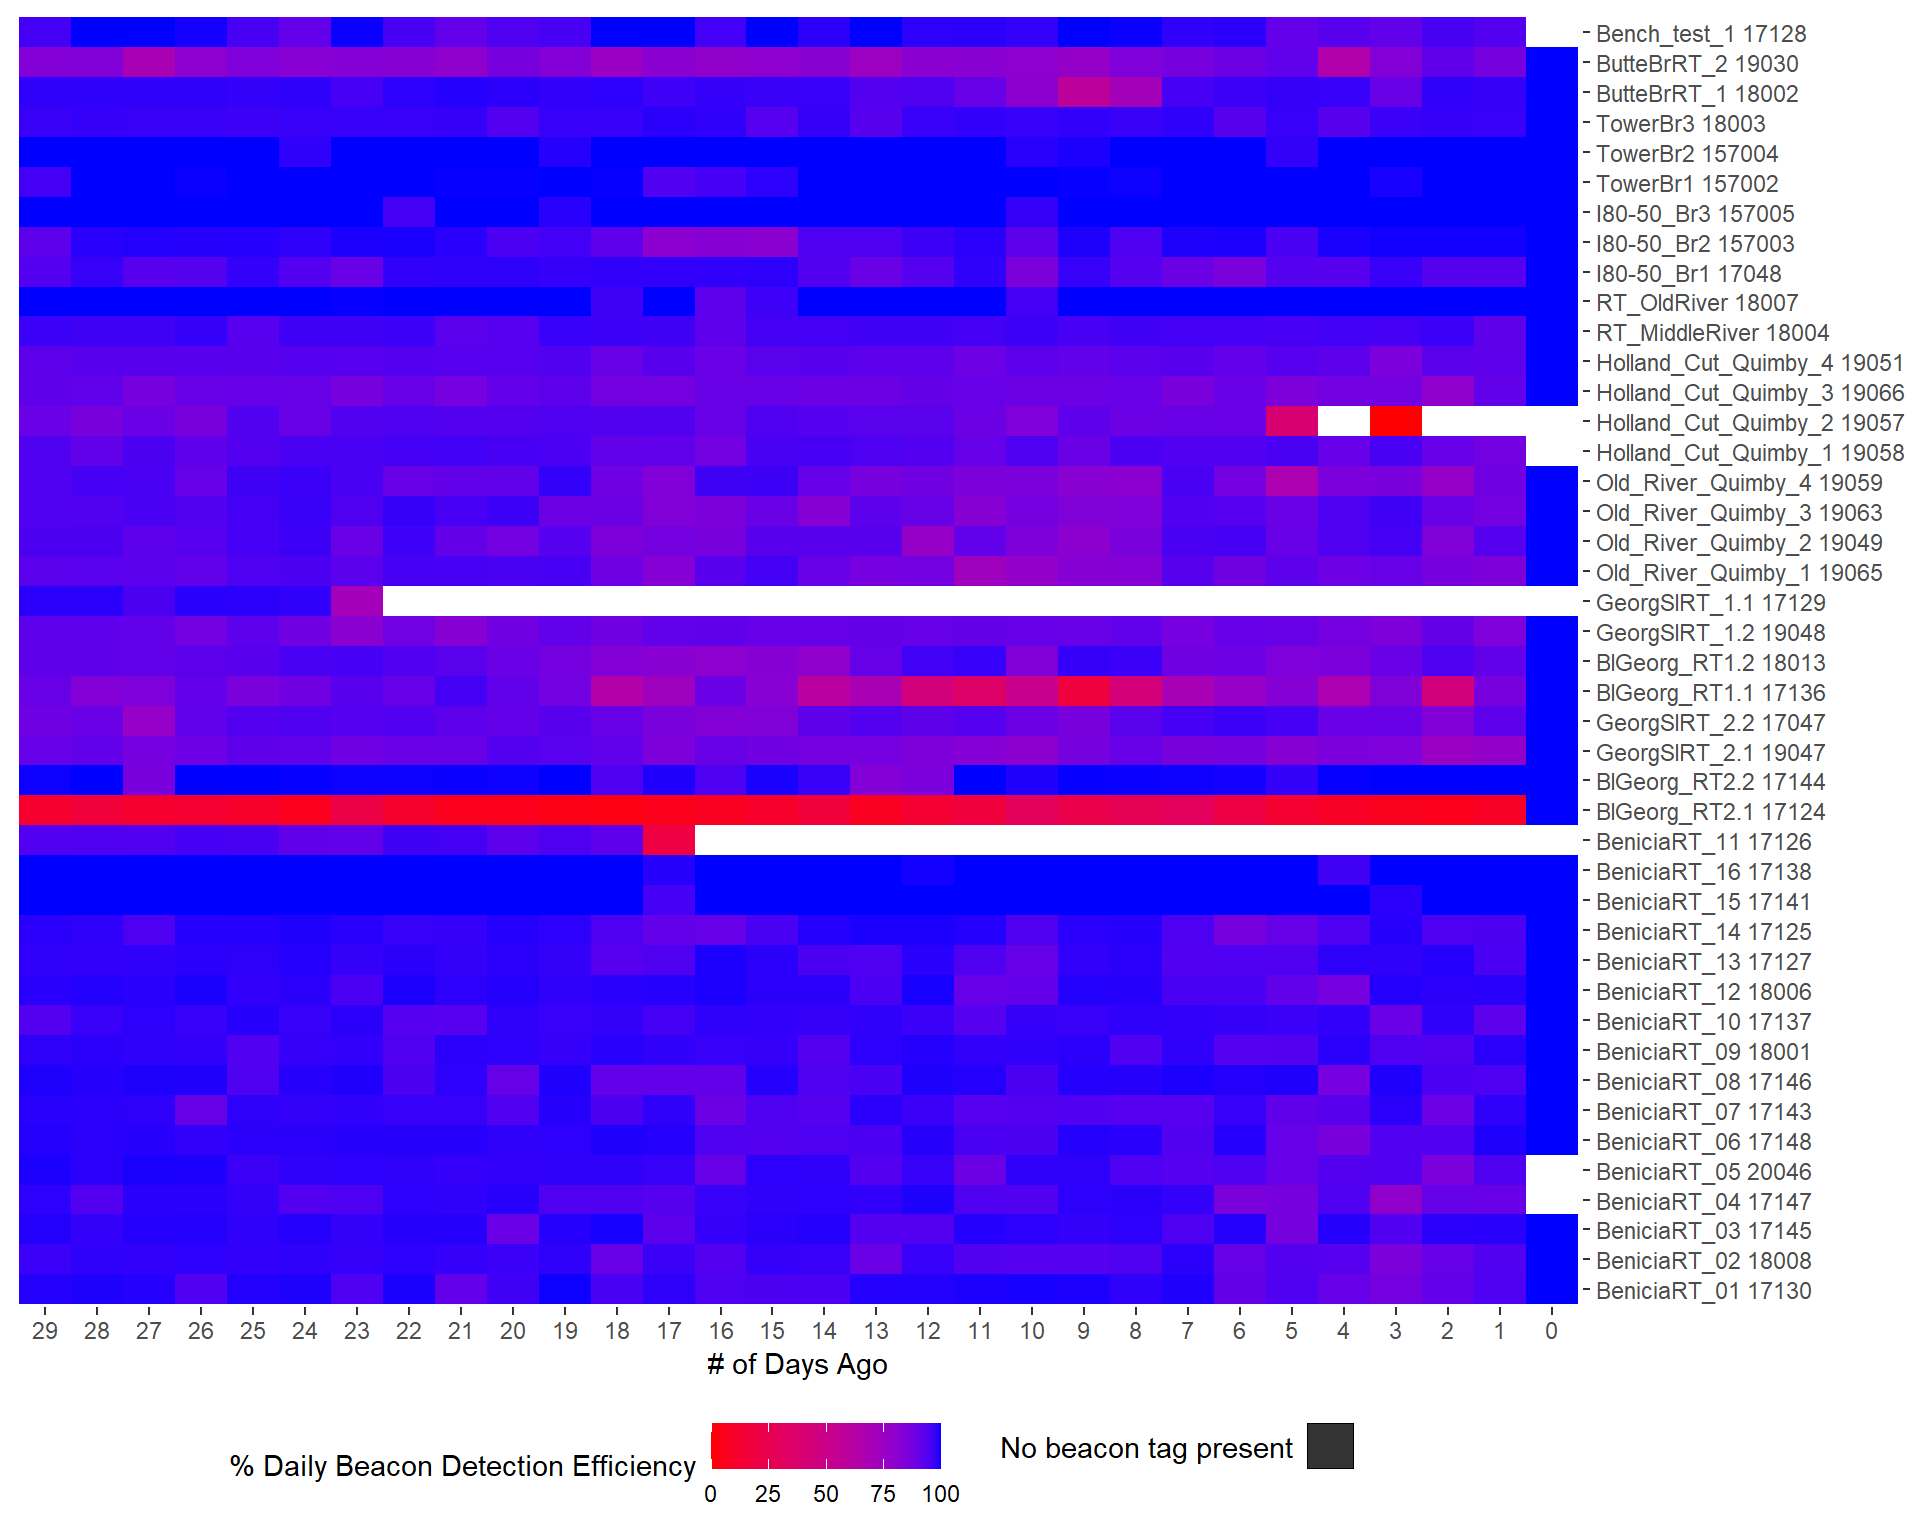 Bench_test_1 17128
ButteBrRT_2 19030
ButteBrRT_1 18002
TowerBr3 18003
TowerBr2 157004
TowerBr1 157002
I80-50_Br3 157005
I80-50_Br2 157003
I80-50_Br1 17048
RT_OldRiver 18007
RT_MiddleRiver 18004
Holland_Cut_Quimby_4 19051
Holland_Cut_Quimby_3 19066
Holland_Cut_Quimby_2 19057
Holland_Cut_Quimby_1 19058
Old_River_Quimby_4 19059
Old_River_Quimby_3 19063
Old_River_Quimby_2 19049
Old_River_Quimby_1 19065
GeorgSlRT_1.1 17129
GeorgSlRT_1.2 19048
BlGeorg_RT1.2 18013
BlGeorg_RT1.1 17136
GeorgSlRT_2.2 17047
GeorgSlRT_2.1 19047
BlGeorg_RT2.2 17144
BlGeorg_RT2.1 17124
BeniciaRT_11 17126
BeniciaRT_16 17138
BeniciaRT_15 17141
BeniciaRT_14 17125
BeniciaRT_13 17127
BeniciaRT_12 18006
BeniciaRT_10 17137
BeniciaRT_09 18001
BeniciaRT_08 17146
BeniciaRT_07 17143
BeniciaRT_06 17148
BeniciaRT_05 20046
BeniciaRT_04 17147
BeniciaRT_03 17145
BeniciaRT_02 18008
BeniciaRT_01 17130
29 28 27 26 25 24 23 22 21 20 19 18 17 16 15 14 13 12 11 10 9 8 7 6 5 4 3 2 1 0
# of Days Ago
% Daily Beacon Detection Efficiency
0 25 50 75 100
No beacon tag present